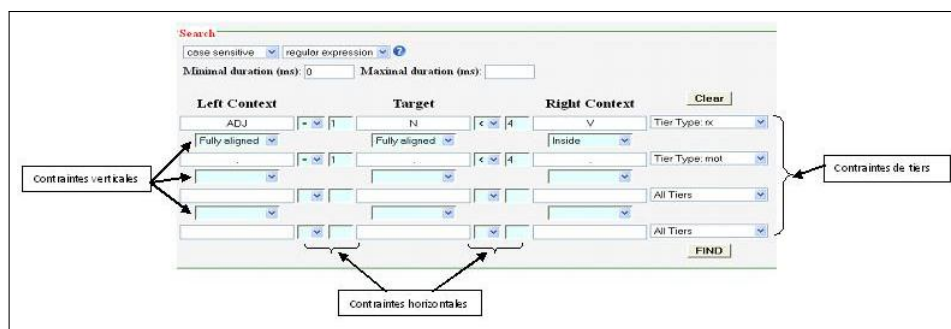 Search
case sensitive regular expression ?
Minimal duration (ms): 0 Maximal duration (ms):
Left Context Target Right Context Clear
ADJ = 1 N < 4 V Tier Type: rx
Fully aligned Fully aligned Inside
. = 1 . < 4 . Tier Type: mot
All Tiers
All Tiers
FIND
Contraintes verticales
Contraintes de tiers
Contraintes horizontales